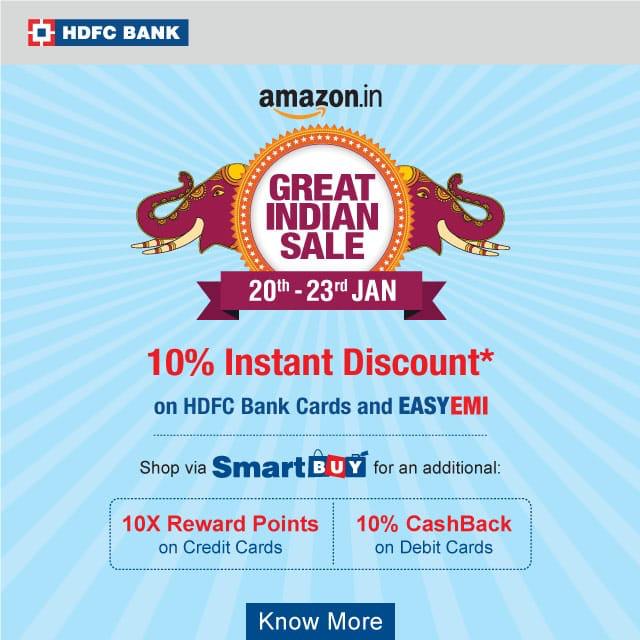 HDFC BANK
amazon.in
GREAT
INDIAN
SALE
20th - 23rd JAN
10% Instant Discount*
on HDFC Bank Cards and EASYEMI
Shop via SmartBUY for an additional:
10X Reward Points
on Credit Cards
10% CashBack
on Debit Cards
Know More